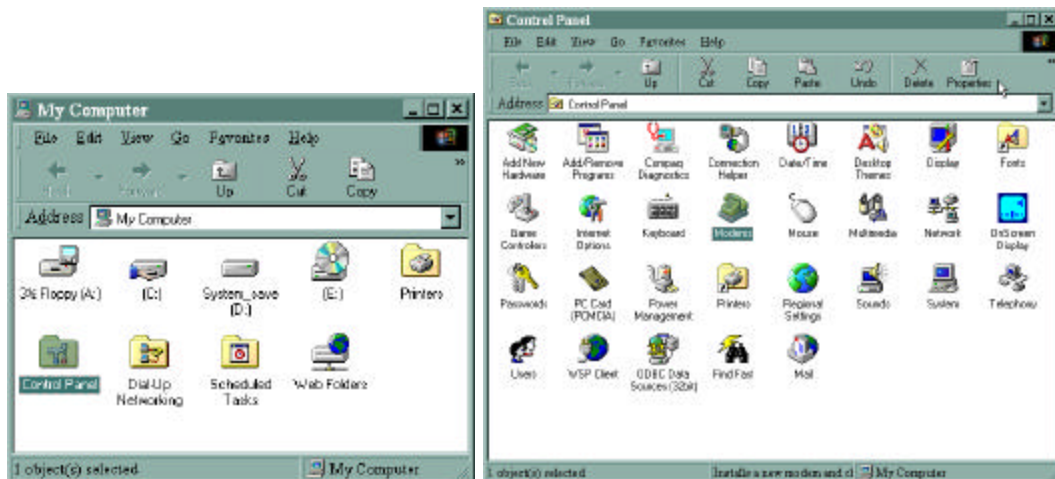 My Computer
File Edit View Go Favorites Help
Back Forward Up Cut Copy »
Address My Computer
3½ Floppy (A:) (C:) System_save (D:) (E:) Printers
Control Panel Dial-Up Networking Scheduled Tasks Web Folders
1 object(s) selected My Computer
Control Panel
File Edit View Go Favorites Help
Back Forward Up Cut Copy Paste Undo Delete Properties »
Address Control Panel
Add New Hardware Add/Remove Programs Compaq Diagnostics Connection Helper Date/Time Desktop Themes Display Fonts
Game Controllers Internet Options Keyboard Modems Mouse Multimedia Network OnScreen Display
Passwords PC Card (PCMCIA) Power Management Printers Regional Settings Sounds System Telephony
Users WSP Client ODBC Data Sources (32bit) Find Fast Mail
1 object(s) selected Installs a new modem and cl My Computer